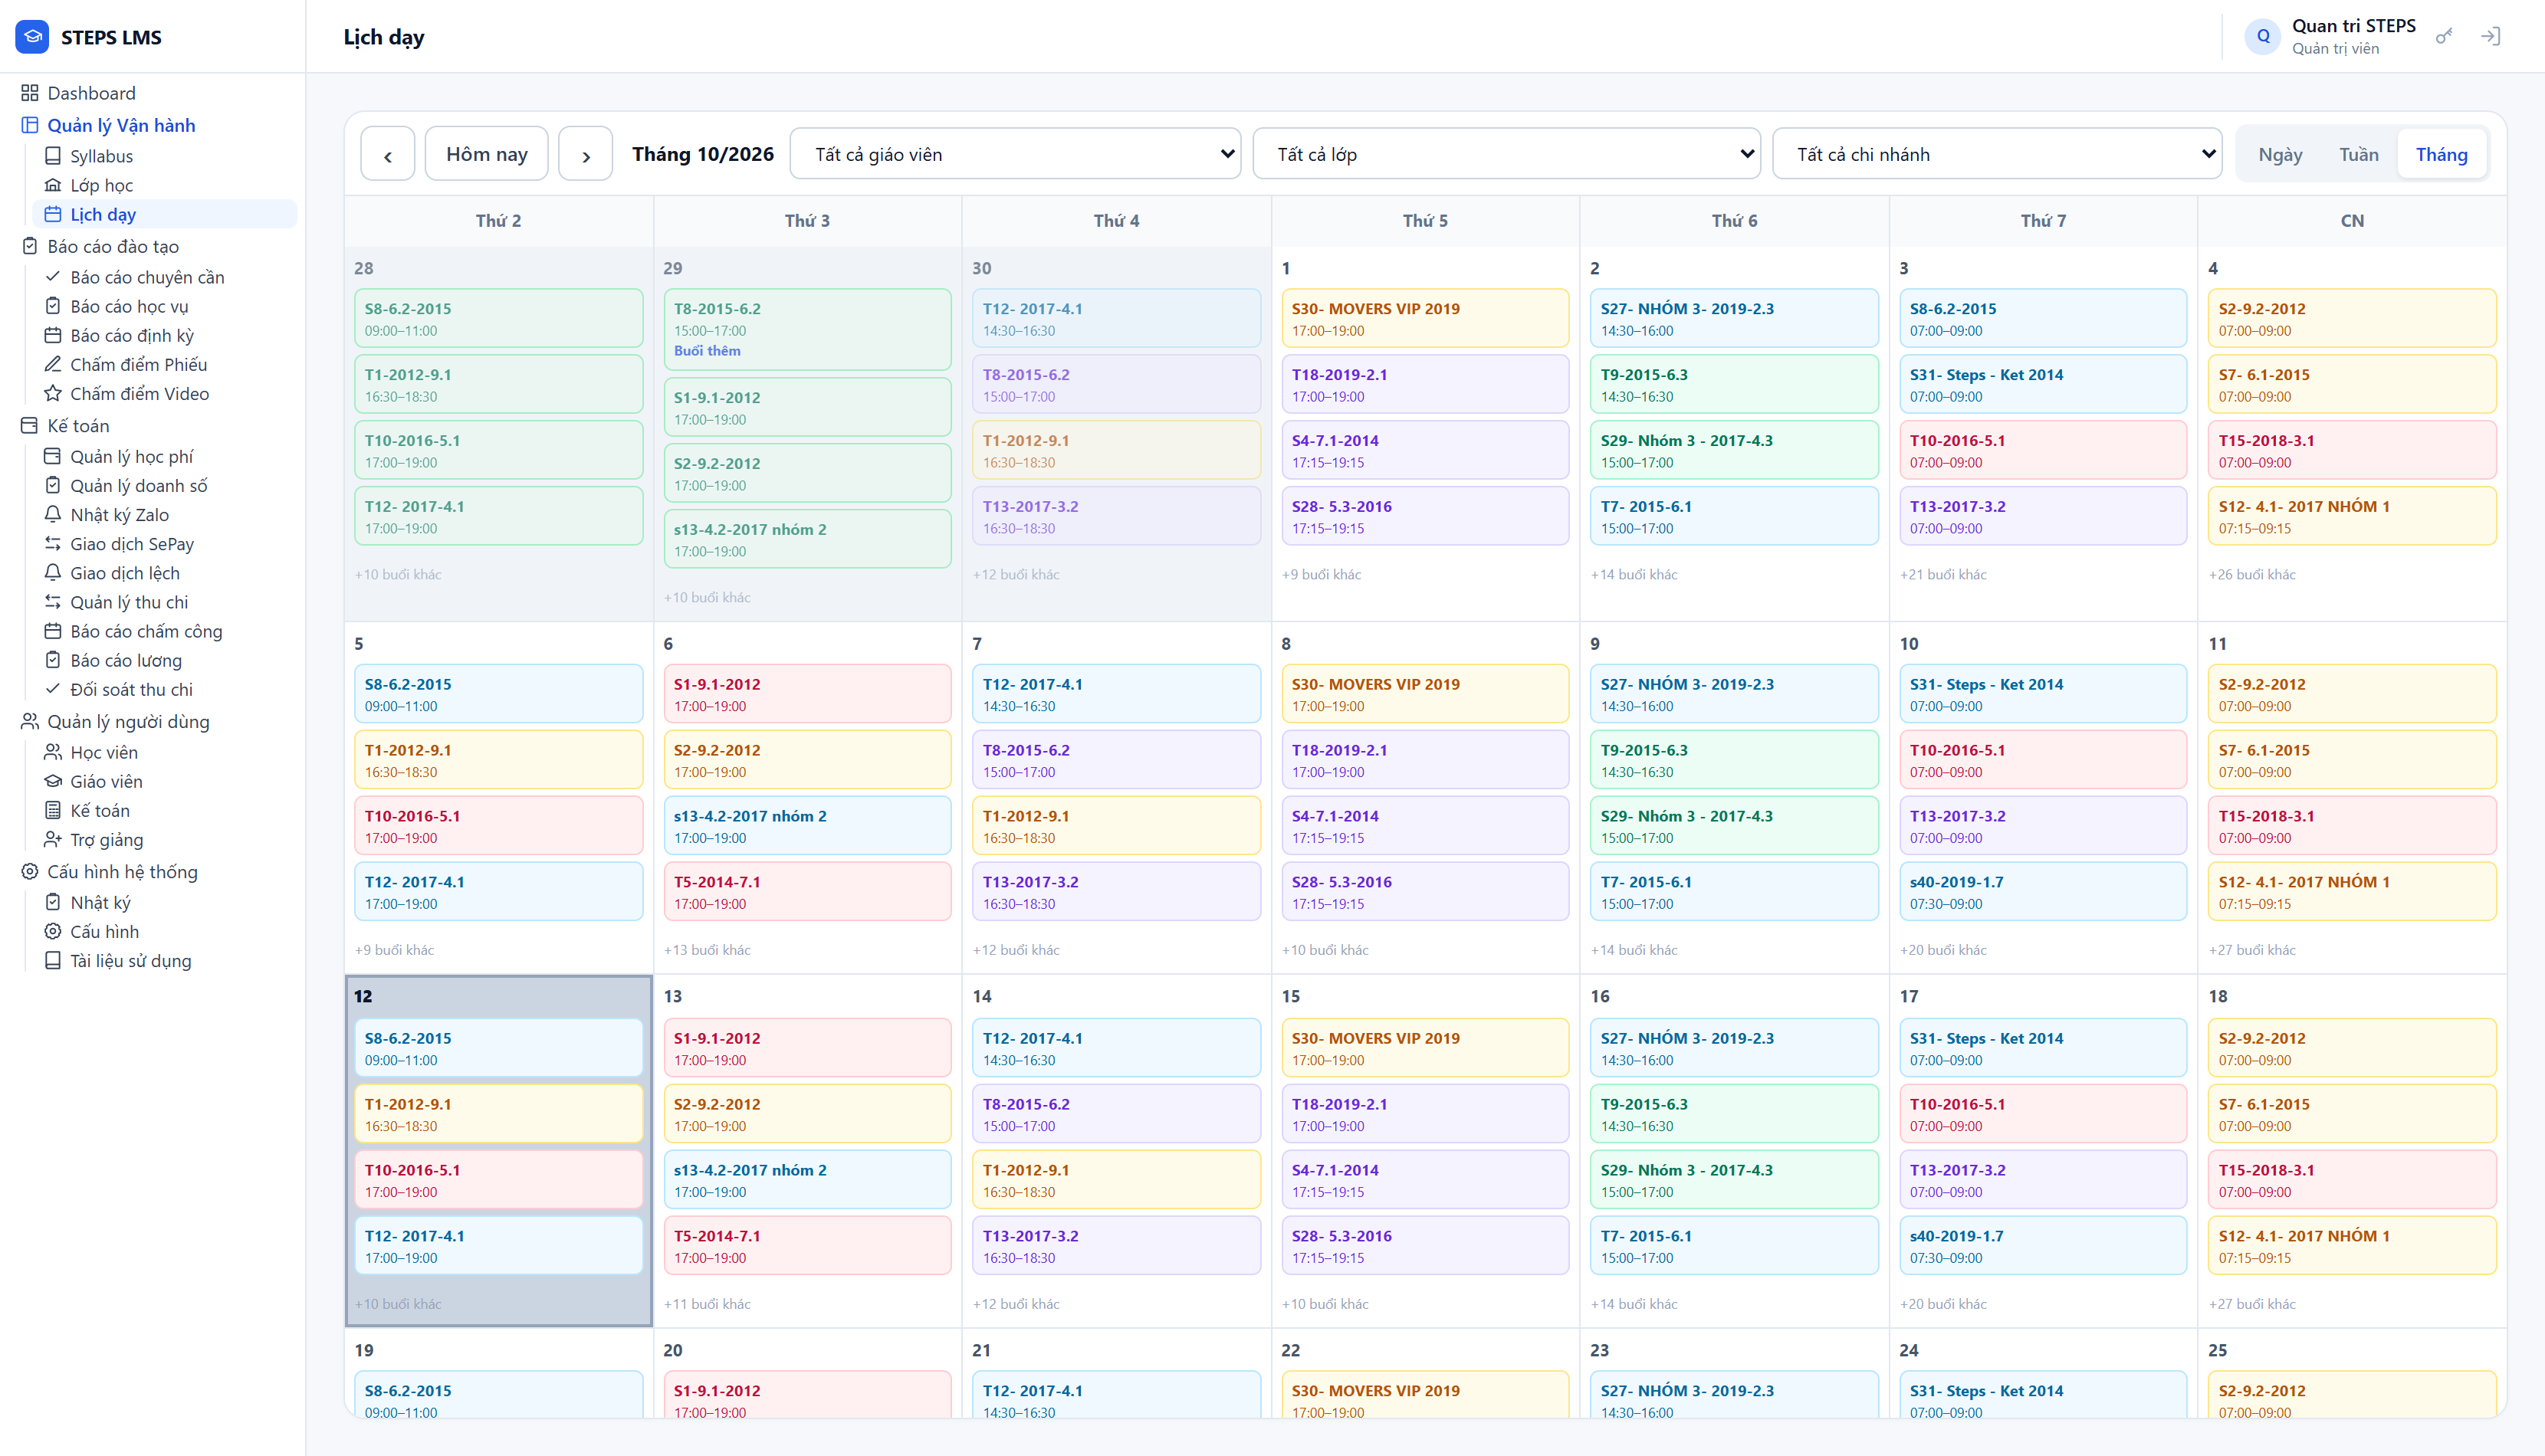 STEPS LMS
Dashboard
Quản lý Vận hành
Syllabus
Lớp học
Lịch dạy
Báo cáo đào tạo
Báo cáo chuyên cần
Báo cáo học vụ
Báo cáo định kỳ
Chấm điểm Phiếu
Chấm điểm Video
Kế toán
Quản lý học phí
Quản lý doanh số
Nhật ký Zalo
Giao dịch SePay
Giao dịch lệch
Quản lý thu chi
Báo cáo chấm công
Báo cáo lương
Đối soát thu chi
Quản lý người dùng
Học viên
Giáo viên
Kế toán
Trợ giảng
Cấu hình hệ thống
Nhật ký
Cấu hình
Tài liệu sử dụng
Lịch dạy
Q
Quan tri STEPS
Quản trị viên
‹ Hôm nay › Tháng 10/2026 Tất cả giáo viên Tất cả lớp Tất cả chi nhánh Ngày Tuần Tháng
Thứ 2 Thứ 3 Thứ 4 Thứ 5 Thứ 6 Thứ 7 CN
28
S8-6.2-2015
09:00–11:00
T1-2012-9.1
16:30–18:30
T10-2016-5.1
17:00–19:00
T12- 2017-4.1
17:00–19:00
+10 buổi khác
29
T8-2015-6.2
15:00–17:00
Buổi thêm
S1-9.1-2012
17:00–19:00
S2-9.2-2012
17:00–19:00
s13-4.2-2017 nhóm 2
17:00–19:00
+10 buổi khác
30
T12- 2017-4.1
14:30–16:30
T8-2015-6.2
15:00–17:00
T1-2012-9.1
16:30–18:30
T13-2017-3.2
16:30–18:30
+12 buổi khác
1
S30- MOVERS VIP 2019
17:00–19:00
T18-2019-2.1
17:00–19:00
S4-7.1-2014
17:15–19:15
S28- 5.3-2016
17:15–19:15
+9 buổi khác
2
S27- NHÓM 3- 2019-2.3
14:30–16:00
T9-2015-6.3
14:30–16:30
S29- Nhóm 3 - 2017-4.3
15:00–17:00
T7- 2015-6.1
15:00–17:00
+14 buổi khác
3
S8-6.2-2015
07:00–09:00
S31- Steps - Ket 2014
07:00–09:00
T10-2016-5.1
07:00–09:00
T13-2017-3.2
07:00–09:00
+21 buổi khác
4
S2-9.2-2012
07:00–09:00
S7- 6.1-2015
07:00–09:00
T15-2018-3.1
07:00–09:00
S12- 4.1- 2017 NHÓM 1
07:15–09:15
+26 buổi khác
5
S8-6.2-2015
09:00–11:00
T1-2012-9.1
16:30–18:30
T10-2016-5.1
17:00–19:00
T12- 2017-4.1
17:00–19:00
+9 buổi khác
6
S1-9.1-2012
17:00–19:00
S2-9.2-2012
17:00–19:00
s13-4.2-2017 nhóm 2
17:00–19:00
T5-2014-7.1
17:00–19:00
+13 buổi khác
7
T12- 2017-4.1
14:30–16:30
T8-2015-6.2
15:00–17:00
T1-2012-9.1
16:30–18:30
T13-2017-3.2
16:30–18:30
+12 buổi khác
8
S30- MOVERS VIP 2019
17:00–19:00
T18-2019-2.1
17:00–19:00
S4-7.1-2014
17:15–19:15
S28- 5.3-2016
17:15–19:15
+10 buổi khác
9
S27- NHÓM 3- 2019-2.3
14:30–16:00
T9-2015-6.3
14:30–16:30
S29- Nhóm 3 - 2017-4.3
15:00–17:00
T7- 2015-6.1
15:00–17:00
+14 buổi khác
10
S31- Steps - Ket 2014
07:00–09:00
T10-2016-5.1
07:00–09:00
T13-2017-3.2
07:00–09:00
s40-2019-1.7
07:30–09:00
+20 buổi khác
11
S2-9.2-2012
07:00–09:00
S7- 6.1-2015
07:00–09:00
T15-2018-3.1
07:00–09:00
S12- 4.1- 2017 NHÓM 1
07:15–09:15
+27 buổi khác
12
S8-6.2-2015
09:00–11:00
T1-2012-9.1
16:30–18:30
T10-2016-5.1
17:00–19:00
T12- 2017-4.1
17:00–19:00
+10 buổi khác
13
S1-9.1-2012
17:00–19:00
S2-9.2-2012
17:00–19:00
s13-4.2-2017 nhóm 2
17:00–19:00
T5-2014-7.1
17:00–19:00
+11 buổi khác
14
T12- 2017-4.1
14:30–16:30
T8-2015-6.2
15:00–17:00
T1-2012-9.1
16:30–18:30
T13-2017-3.2
16:30–18:30
+12 buổi khác
15
S30- MOVERS VIP 2019
17:00–19:00
T18-2019-2.1
17:00–19:00
S4-7.1-2014
17:15–19:15
S28- 5.3-2016
17:15–19:15
+10 buổi khác
16
S27- NHÓM 3- 2019-2.3
14:30–16:00
T9-2015-6.3
14:30–16:30
S29- Nhóm 3 - 2017-4.3
15:00–17:00
T7- 2015-6.1
15:00–17:00
+14 buổi khác
17
S31- Steps - Ket 2014
07:00–09:00
T10-2016-5.1
07:00–09:00
T13-2017-3.2
07:00–09:00
s40-2019-1.7
07:30–09:00
+20 buổi khác
18
S2-9.2-2012
07:00–09:00
S7- 6.1-2015
07:00–09:00
T15-2018-3.1
07:00–09:00
S12- 4.1- 2017 NHÓM 1
07:15–09:15
+27 buổi khác
19
S8-6.2-2015
09:00–11:00
20
S1-9.1-2012
17:00–19:00
21
T12- 2017-4.1
14:30–16:30
22
S30- MOVERS VIP 2019
17:00–19:00
23
S27- NHÓM 3- 2019-2.3
14:30–16:00
24
S31- Steps - Ket 2014
07:00–09:00
25
S2-9.2-2012
07:00–09:00